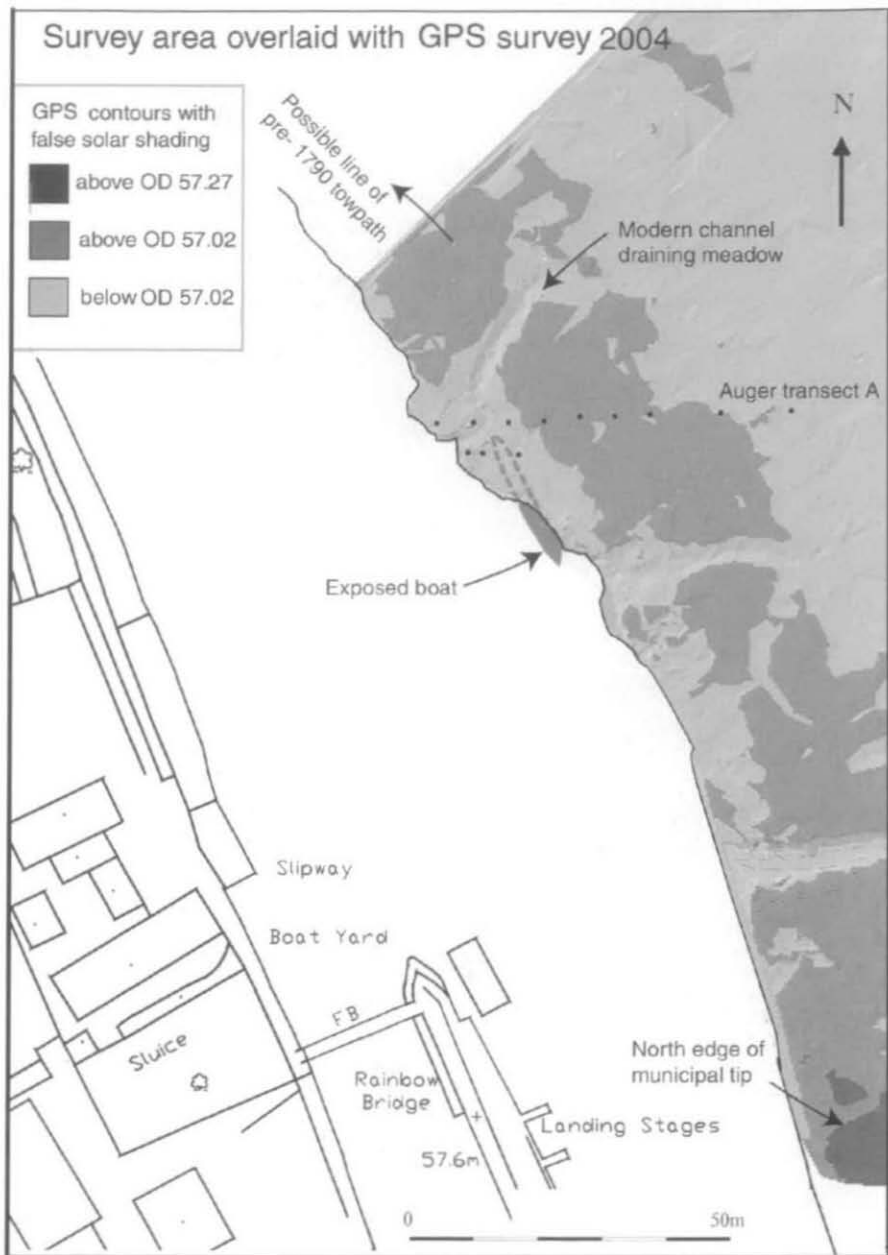 Survey area overlaid with GPS survey 2004
GPS contours with
false solar shading
above OD 57.27
above OD 57.02
below OD 57.02
Possible line of
pre- 1790 towpath
N
Modern channel
draining meadow
Auger transect A
Exposed boat
Slipway
Boat Yard
FB
Sluice
Rainbow
Bridge
57.6m
Landing Stages
North edge of
municipal tip
0
50m